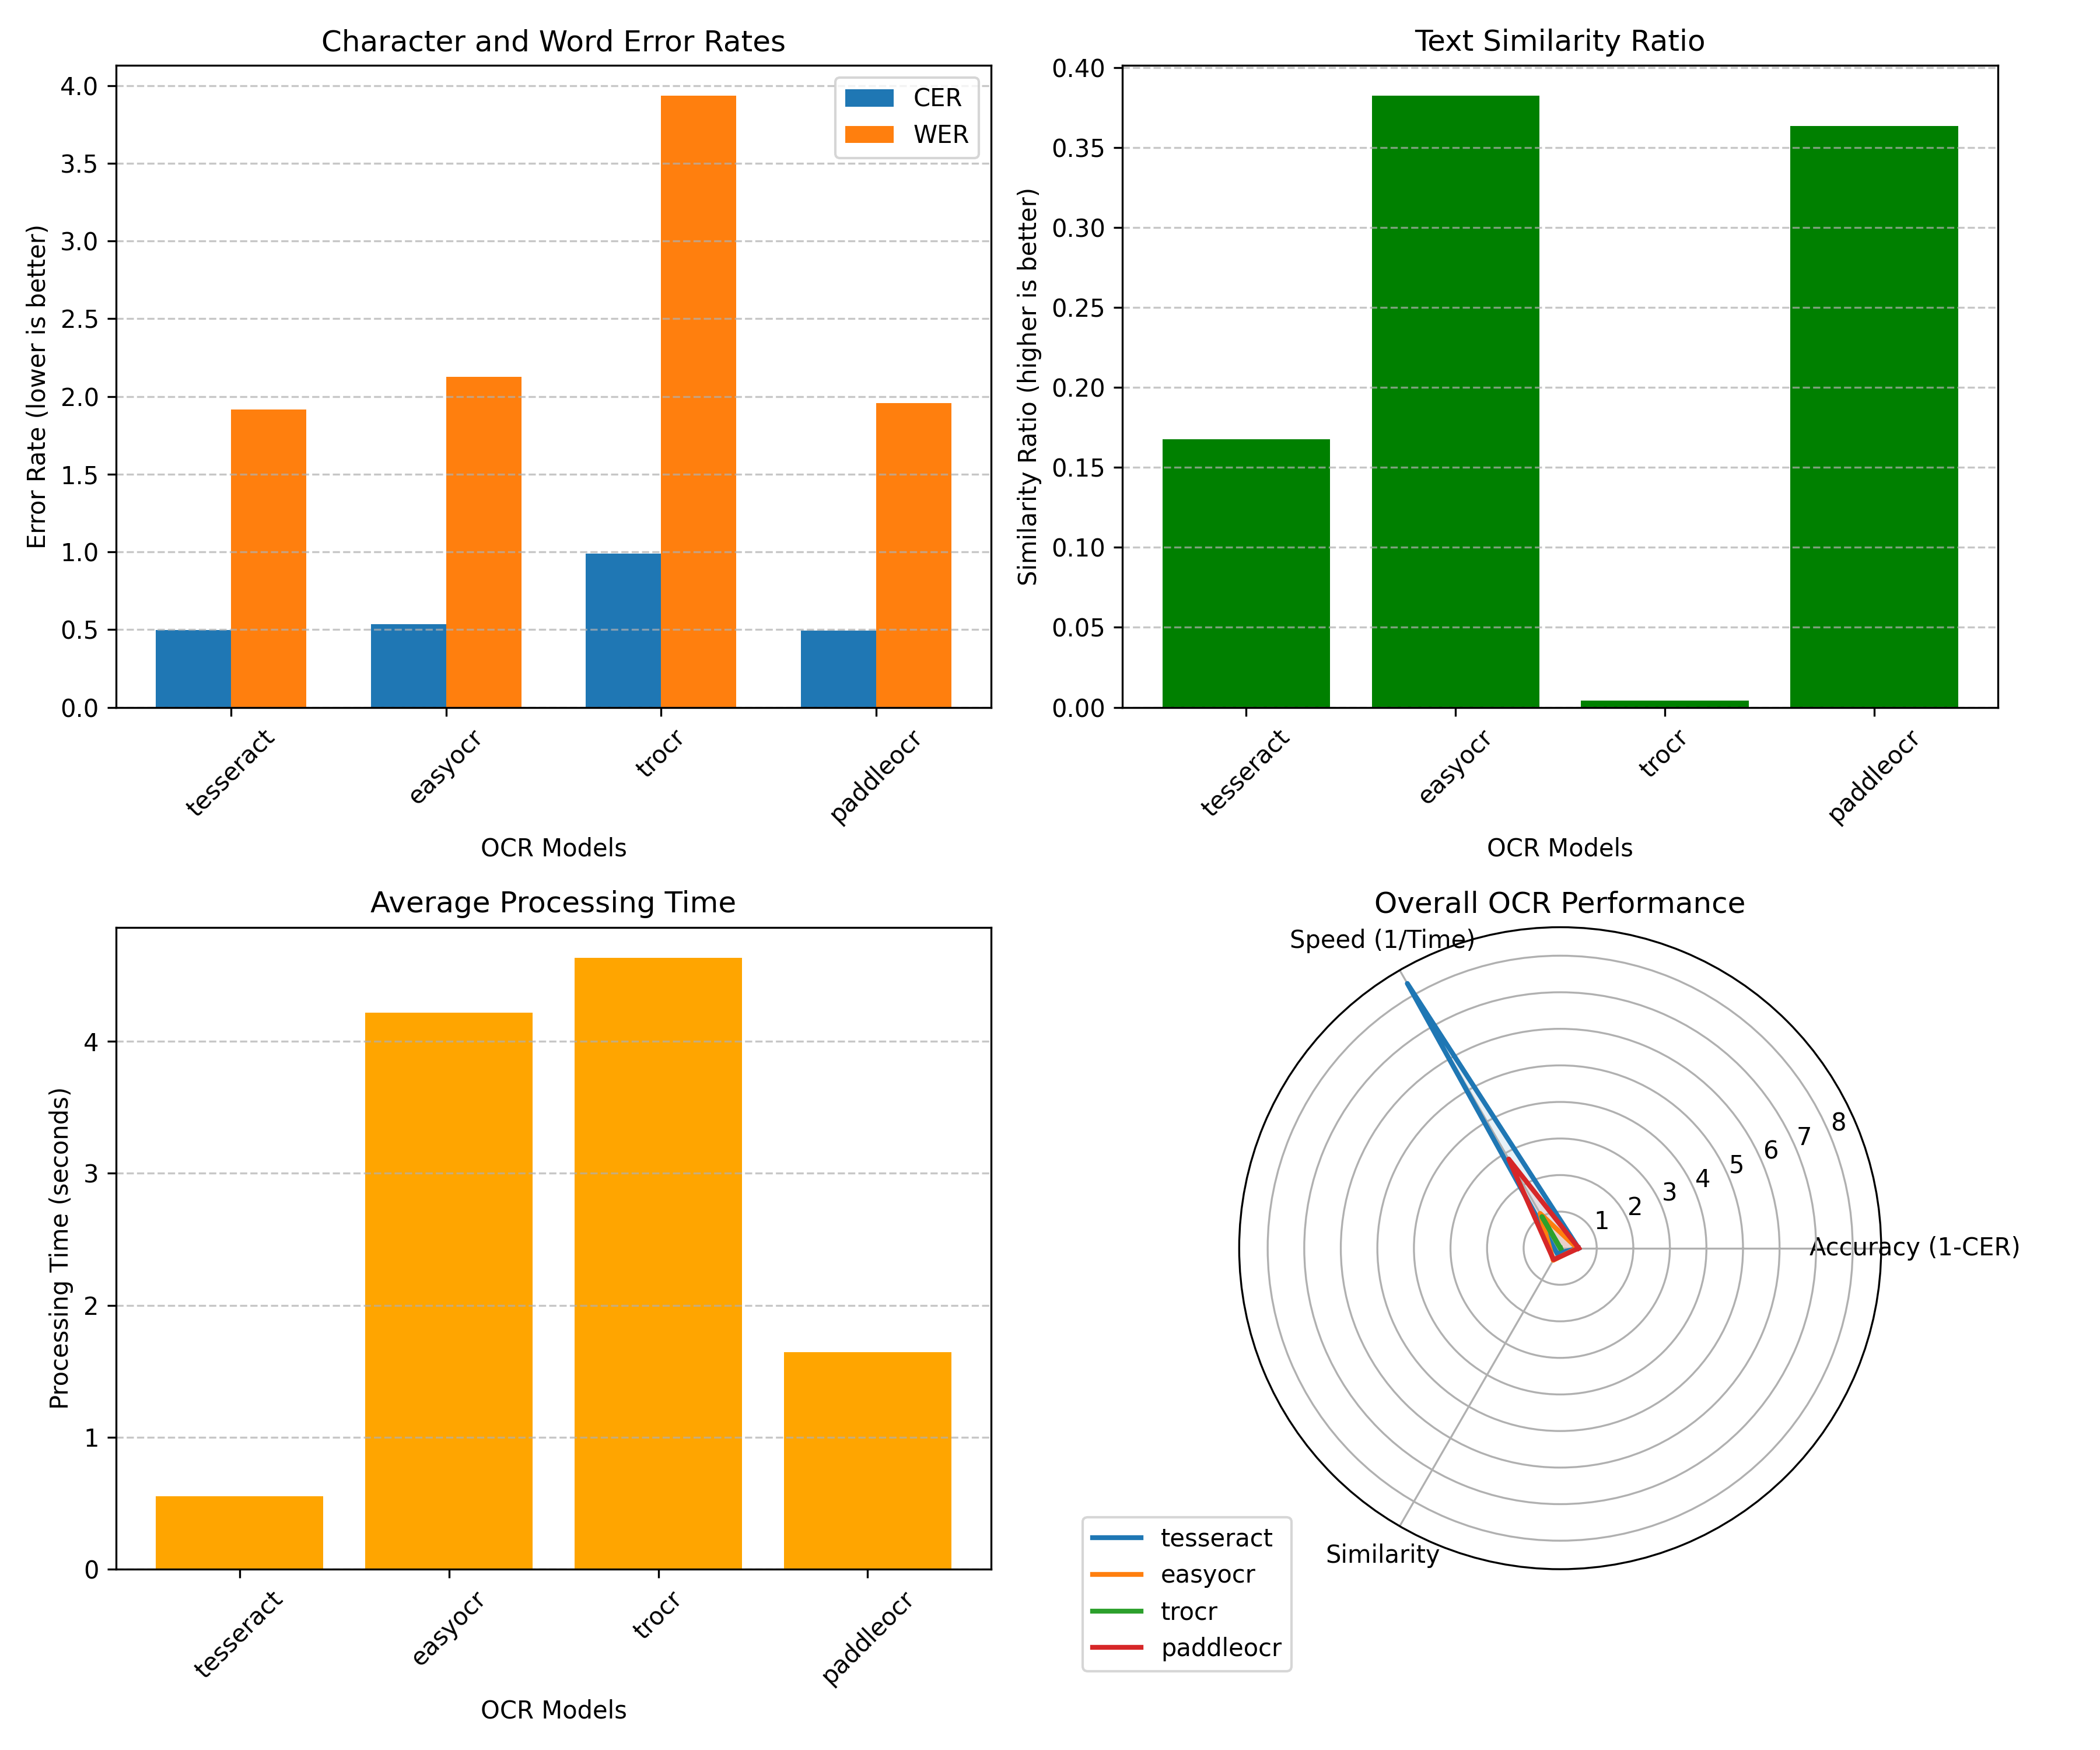 Character and Word Error Rates
Error Rate (lower is better)
4.0
3.5
3.0
2.5
2.0
1.5
1.0
0.5
0.0
CER
WER
tesseract
easyocr
trocr
paddleocr
OCR Models
Text Similarity Ratio
Similarity Ratio (higher is better)
0.40
0.35
0.30
0.25
0.20
0.15
0.10
0.05
0.00
tesseract
easyocr
trocr
paddleocr
OCR Models
Average Processing Time
Processing Time (seconds)
4
3
2
1
0
tesseract
easyocr
trocr
paddleocr
OCR Models
Overall OCR Performance
Speed (1/Time)
8
7
6
5
4
3
2
1
Accuracy (1-CER)
Similarity
tesseract
easyocr
trocr
paddleocr